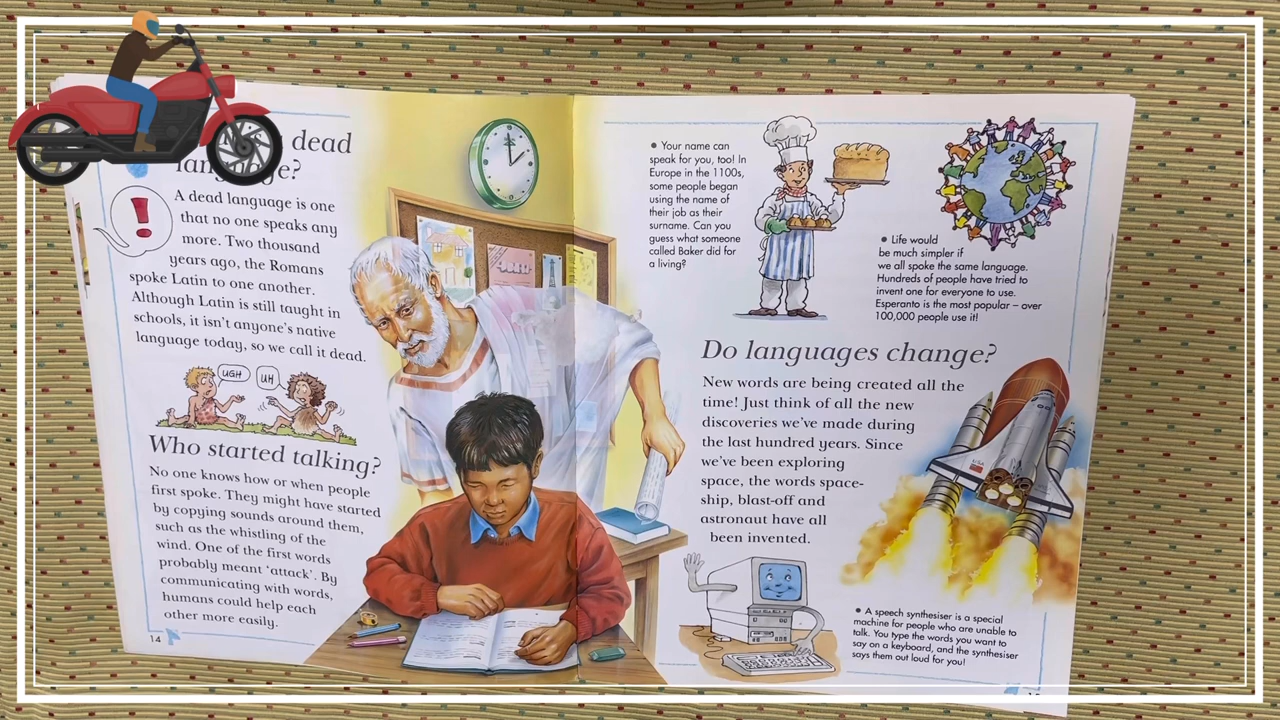 dead
A dead language is one
that no one speaks any
more. Two thousand
years ago, the Romans
spoke Latin to one another.
Although Latin is still taught in
schools, it isn't anyone's native
language today, so we call it dead.
UGH
UH
Who started talking?
No one knows how or when people
first spoke. They might have started
by copying sounds around them,
such as the whistling of the
wind. One of the first words
probably meant 'attack'. By
communicating with words,
humans could help each
other more easily.
14
• Your name can
speak for you, too! In
Europe in the 1100s,
some people began
using the name of
their job as their
surname. Can you
guess what someone
called Baker did for
a living?
• Life would
be much simpler if
we all spoke the same language.
Hundreds of people have tried to
invent one for everyone to use.
Esperanto is the most popular – over
100,000 people use it!
Do languages change?
New words are being created all the
time! Just think of all the new
discoveries we've made during
the last hundred years. Since
we've been exploring
space, the words space-
ship, blast-off and
astronaut have all
been invented.
USA
• A speech synthesiser is a special
machine for people who are unable to
talk. You type the words you want to
say on a keyboard, and the synthesiser
says them out loud for you!